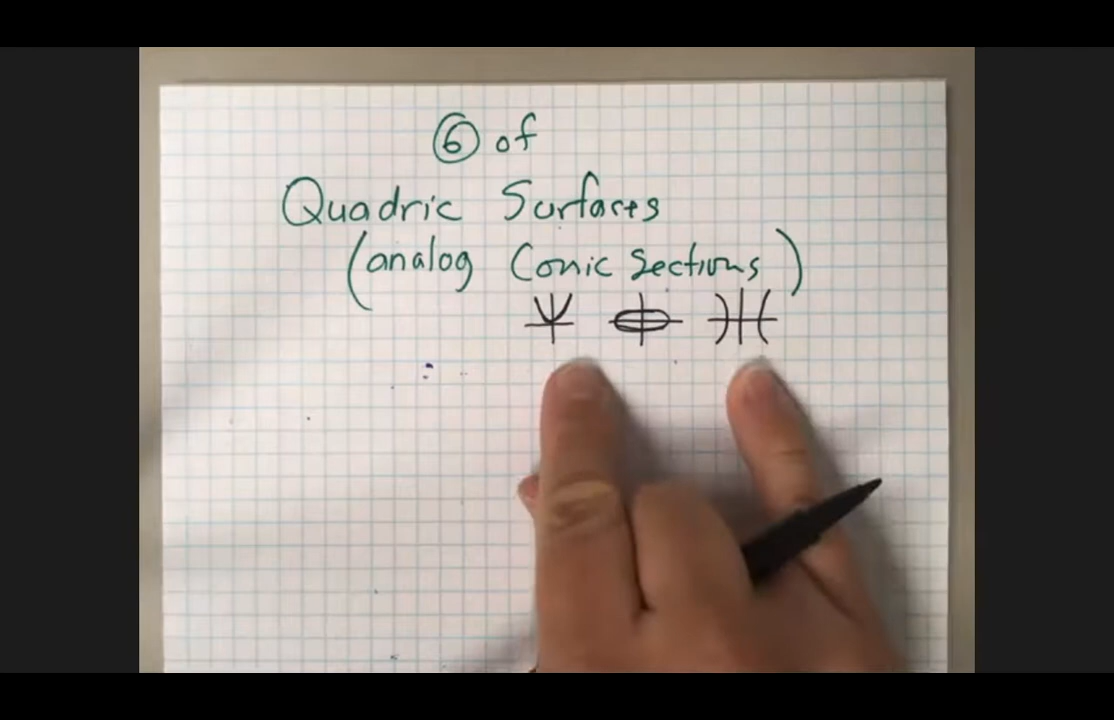 ⑥ of
Quadric Surfaces
(analog Conic Sections)